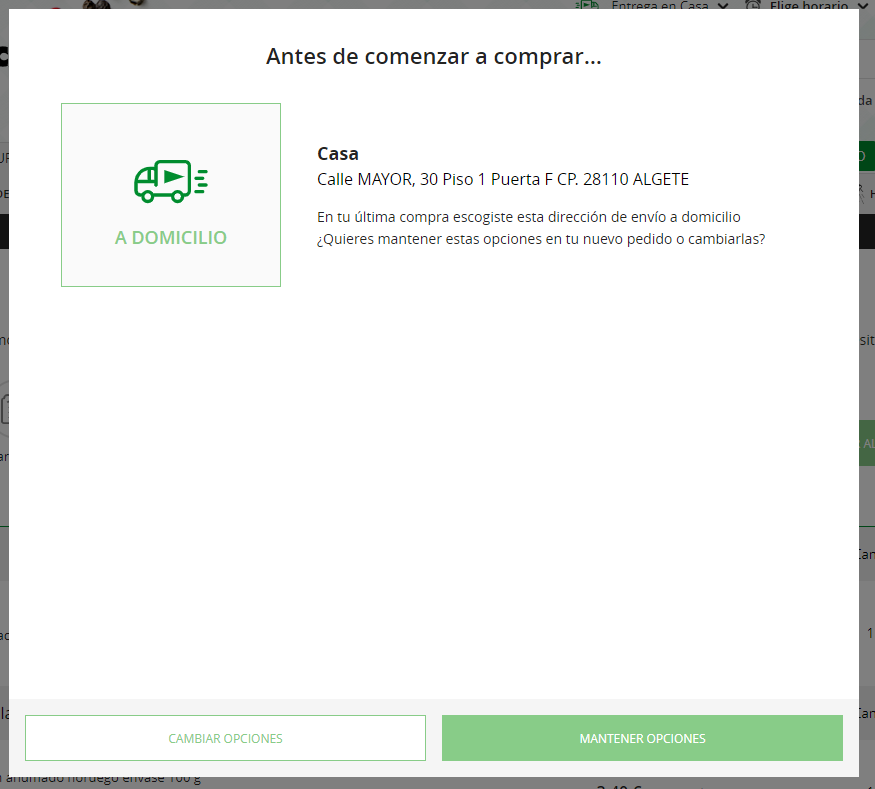 Entrega en Casa
Elige horario
Antes de comenzar a comprar...
A DOMICILIO
Casa
Calle MAYOR, 30 Piso 1 Puerta F CP. 28110 ALGETE
En tu última compra escogiste esta dirección de envío a domicilio
¿Quieres mantener estas opciones en tu nuevo pedido o cambiarlas?
CAMBIAR OPCIONES
MANTENER OPCIONES
ahumado noruego envase 100 g